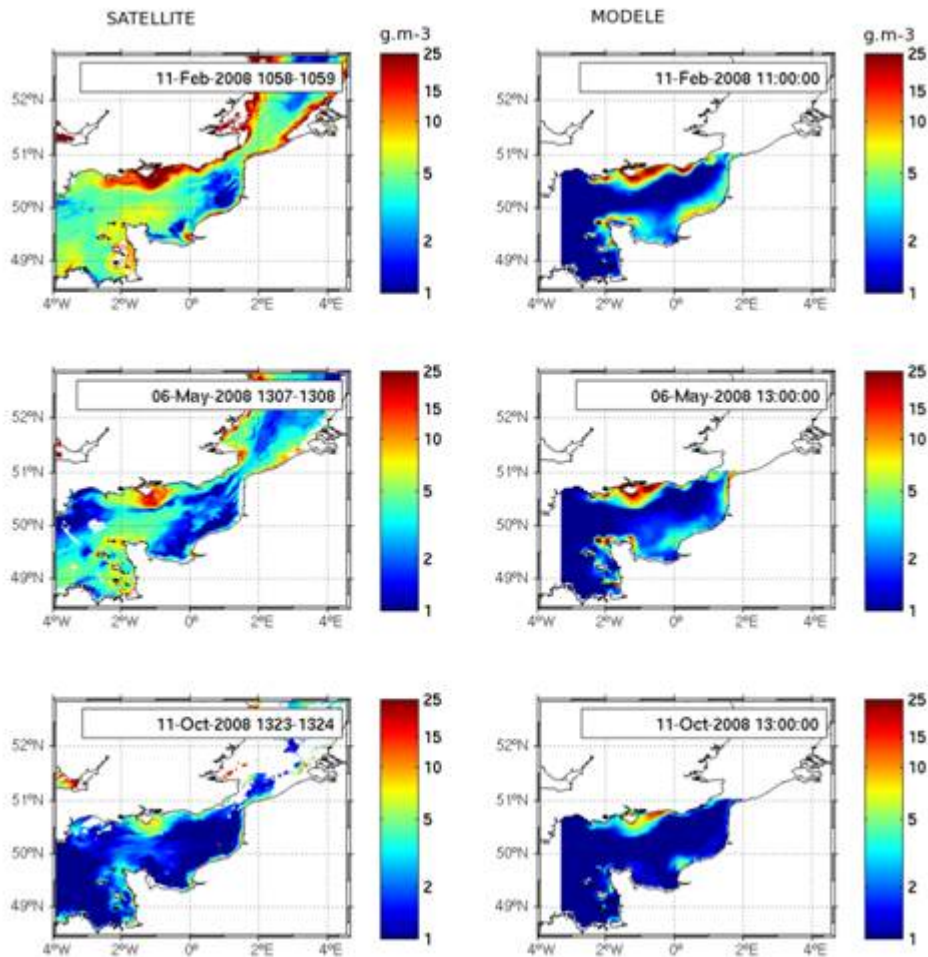 SATELLITE
MODELE
g.m-3
g.m-3
11-Feb-2008 1058-1059
25
15
10
5
2
1
52°N
51°N
50°N
49°N
4°W 2°W 0° 2°E 4°E
11-Feb-2008 11:00:00
25
15
10
5
2
1
52°N
51°N
50°N
49°N
4°W 2°W 0° 2°E 4°E
06-May-2008 1307-1308
25
15
10
5
2
1
52°N
51°N
50°N
49°N
4°W 2°W 0° 2°E 4°E
06-May-2008 13:00:00
25
15
10
5
2
1
52°N
51°N
50°N
49°N
4°W 2°W 0° 2°E 4°E
11-Oct-2008 1323-1324
25
15
10
5
2
1
52°N
51°N
50°N
49°N
4°W 2°W 0° 2°E 4°E
11-Oct-2008 13:00:00
25
15
10
5
2
1
52°N
51°N
50°N
49°N
4°W 2°W 0° 2°E 4°E